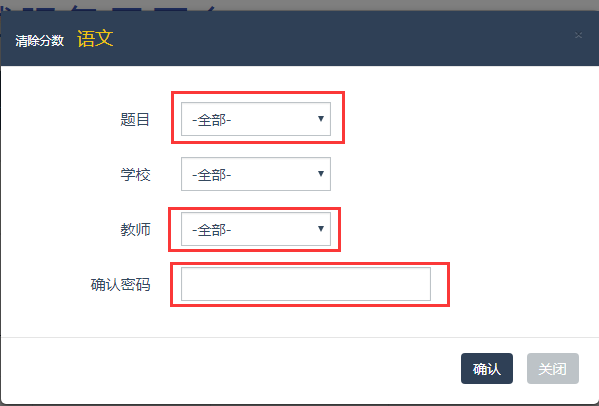 清除分数 语文 ×
题目 -全部-
学校 -全部-
教师 -全部-
确认密码
确认 关闭